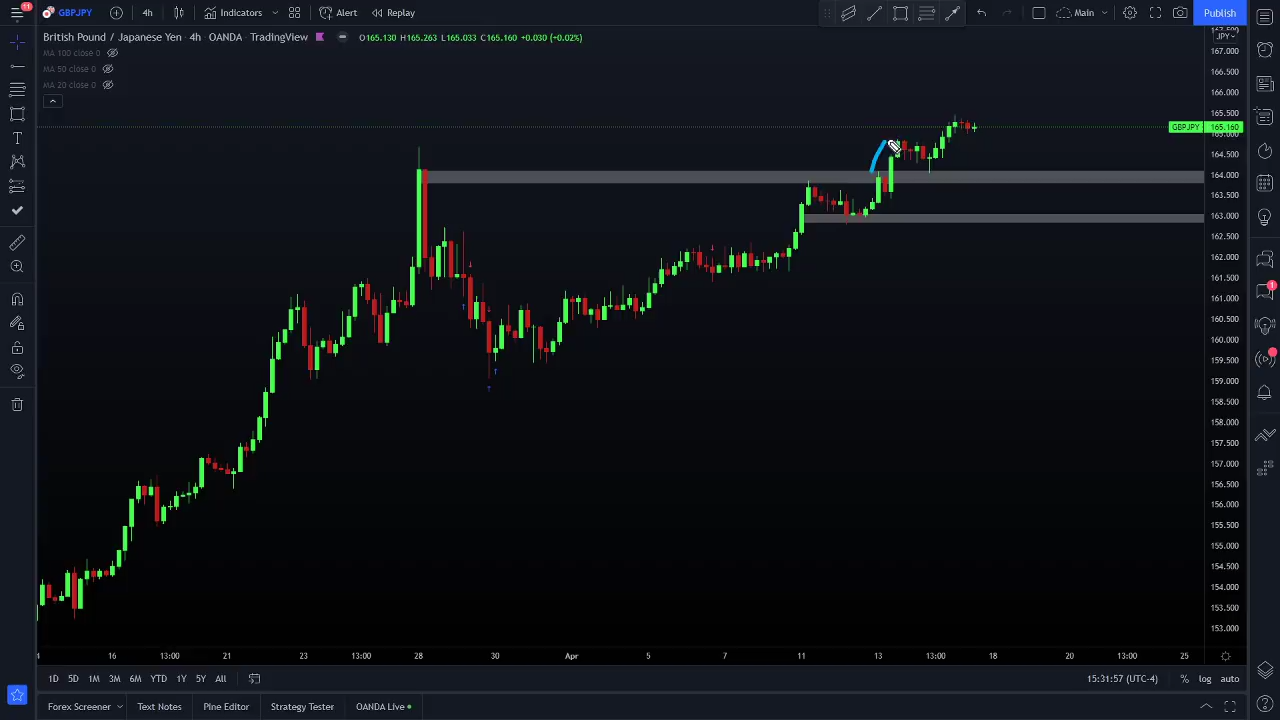 11
GBPJPY
4h
Indicators
Alert
Replay
Main
Publish
British Pound / Japanese Yen · 4h · OANDA · TradingView
O165.130 H165.263 L165.033 C165.160 +0.030 (+0.02%)
JPY
MA 100 close 0
MA 50 close 0
MA 20 close 0
167.000
166.500
166.000
165.500
GBPJPY 165.160
165.000
164.500
164.000
163.500
163.000
162.500
162.000
161.500
161.000
160.500
160.000
159.500
159.000
158.500
158.000
157.500
157.000
156.500
156.000
155.500
155.000
154.500
154.000
153.500
153.000
1
16 13:00 21 23 13:00 28 30 Apr 5 7 11 13 13:00 18 20 13:00 25
1D 5D 1M 3M 6M YTD 1Y 5Y All
15:31:57 (UTC-4) % log auto
Forex Screener Text Notes Pine Editor Strategy Tester OANDA Live